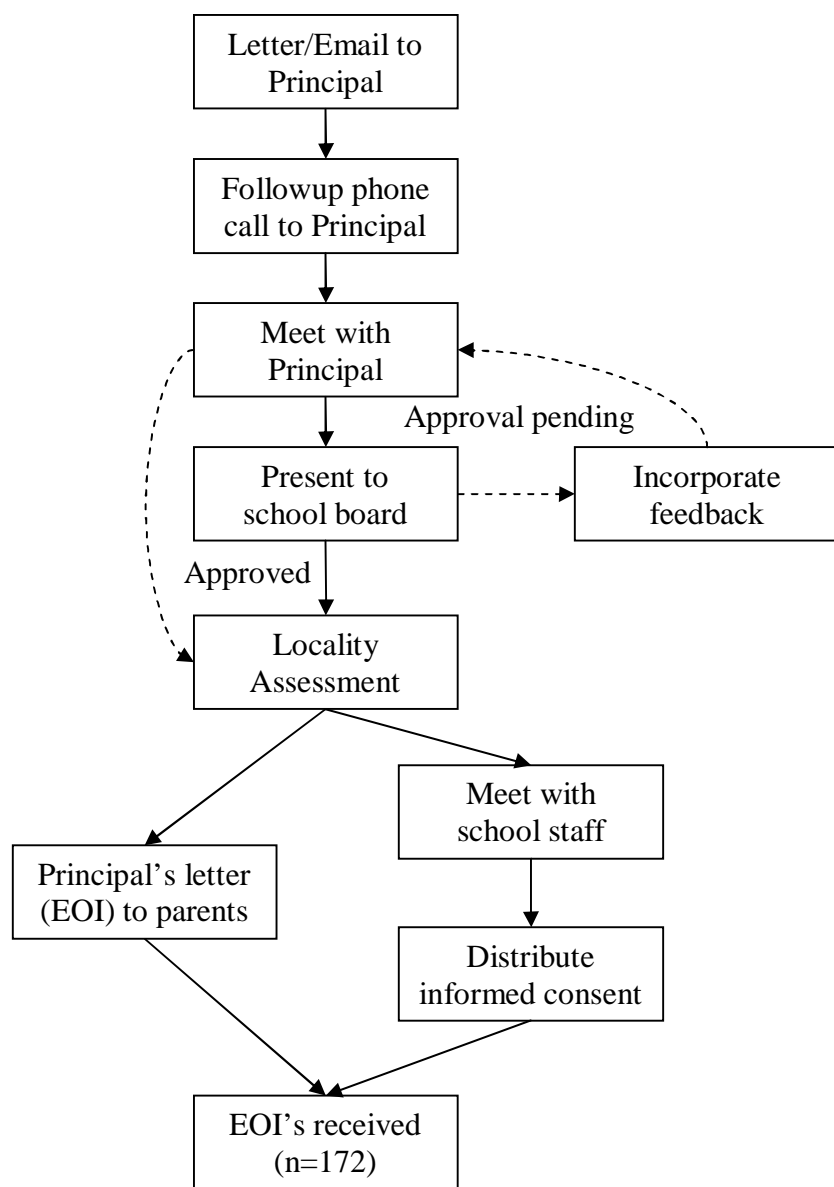 Letter/Email to
Principal
Followup phone
call to Principal
Meet with
Principal
Approval pending
Present to
school board
Incorporate
feedback
Approved
Locality
Assessment
Meet with
school staff
Principal’s letter
(EOI) to parents
Distribute
informed consent
EOI’s received
(n=172)